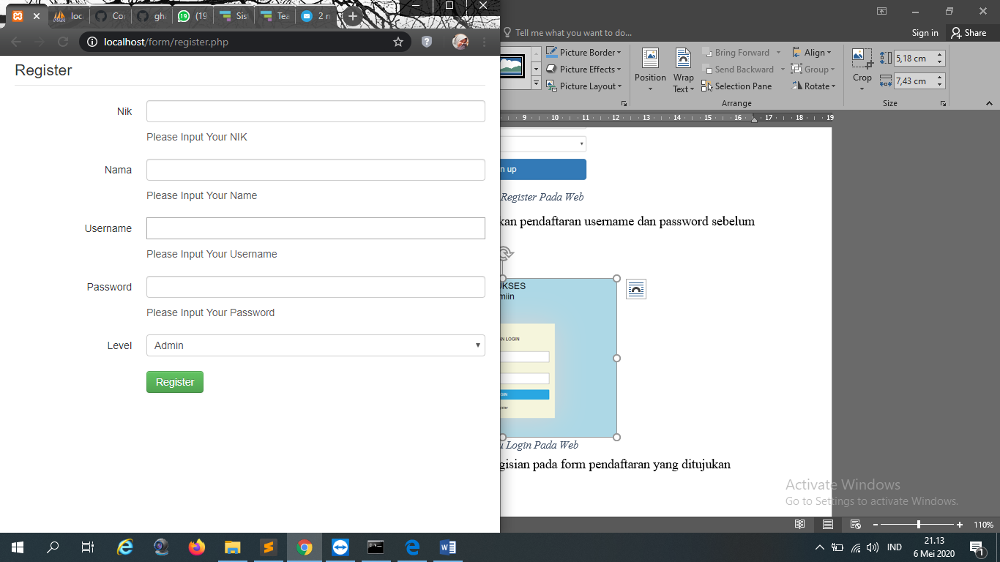 loc
Co
gh
19
(19
Sis
Tea
2 n
localhost/form/register.php
Register
Nik
Please Input Your NIK
Nama
Please Input Your Name
Username
Please Input Your Username
Password
Please Input Your Password
Level
Admin
Register
Tell me what you want to do...
Sign in
Share
Picture Border
Picture Effects
Picture Layout
Position
Wrap
Text
Bring Forward
Send Backward
Selection Pane
Align
Group
Rotate
Arrange
Crop
5,18 cm
7,43 cm
Size
9 10 11 12 13 14 15 16 17 18 19
n up
Register Pada Web
kan pendaftaran username dan password sebelum
UKSES
miin
AN LOGIN
GIN
ister
u Login Pada Web
gisian pada form pendaftaran yang ditujukan
Activate Windows
Go to Settings to activate Windows.
110%
IND
21.13
6 Mei 2020
1